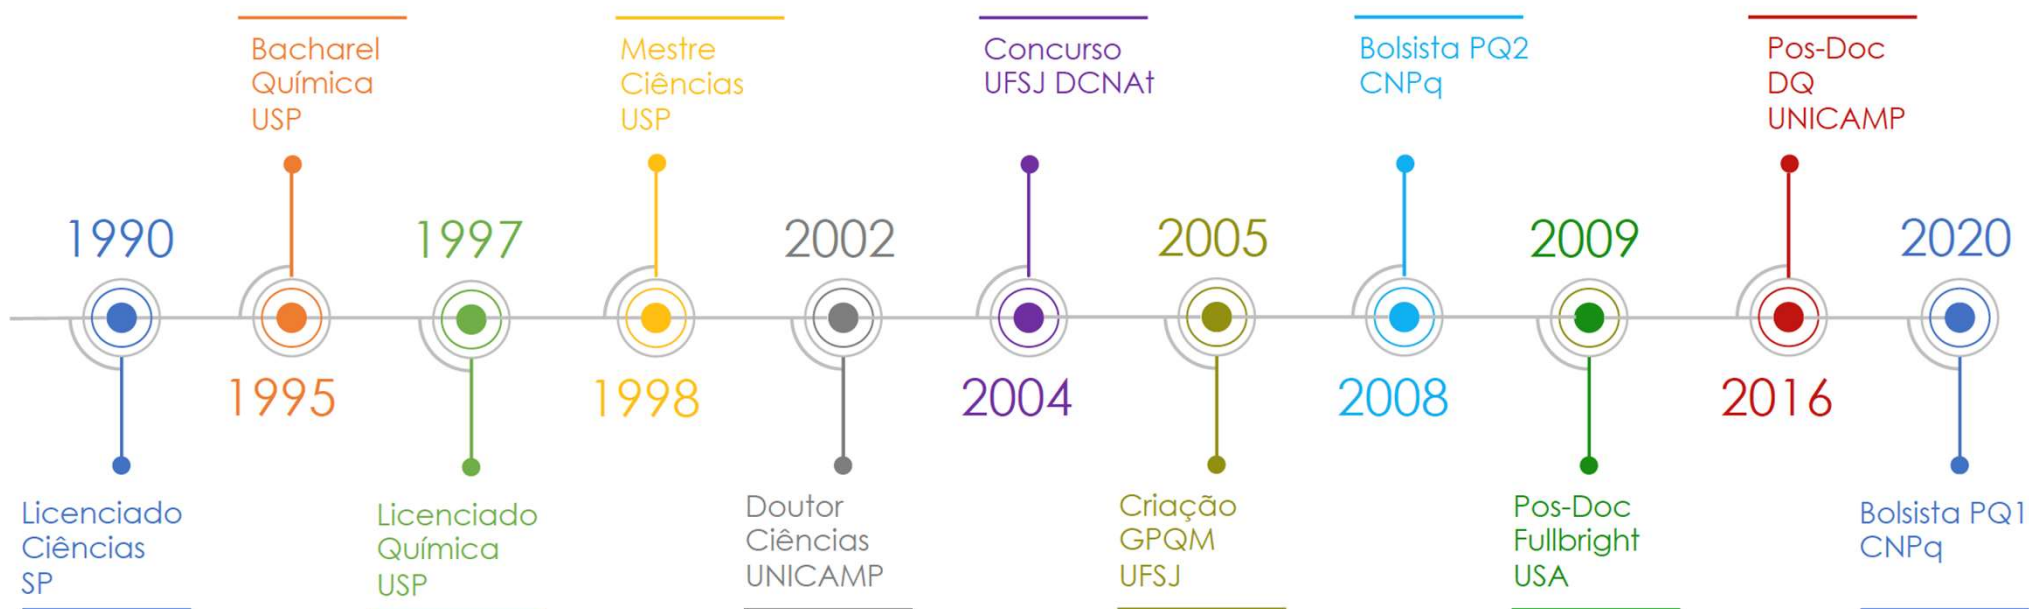 1990
Licenciado
Ciências
SP
Bacharel
Química
USP
1995
1997
Licenciado
Química
USP
Mestre
Ciências
USP
1998
2002
Doutor
Ciências
UNICAMP
Concurso
UFSJ DCNAt
2004
2005
Criação
GPQM
UFSJ
Bolsista PQ2
CNPq
2008
2009
Pos-Doc
Fullbright
USA
Pos-Doc
DQ
UNICAMP
2016
2020
Bolsista PQ1
CNPq